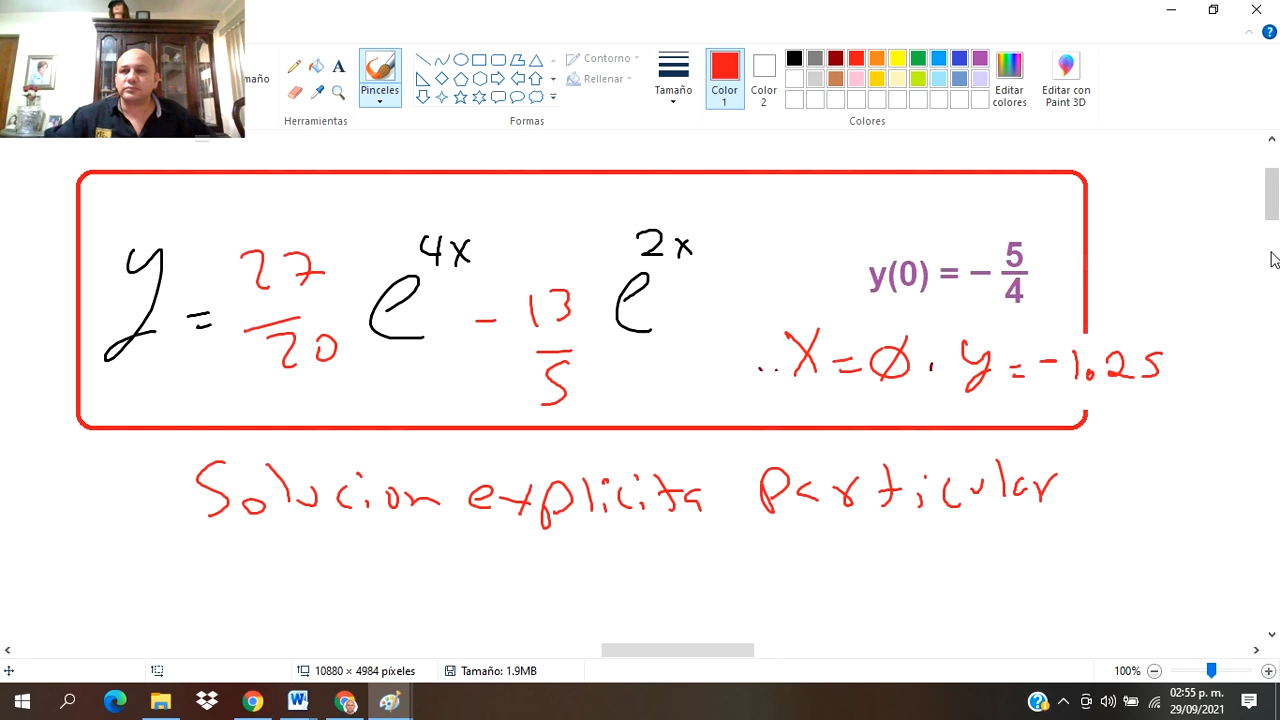 maño
Herramientas
Pinceles
Contorno
Rellenar
Formas
Tamaño
Color 1
Color 2
Editar colores
Editar con Paint 3D
Colores
y = 27/20 e^4x - 13/5 e^2x
y(0) = - 5/4
x = 0 . y = -1.25
Solucion explicita particular
10880 × 4984 píxeles
Tamaño: 1.9MB
100%
02:55 p. m.
29/09/2021